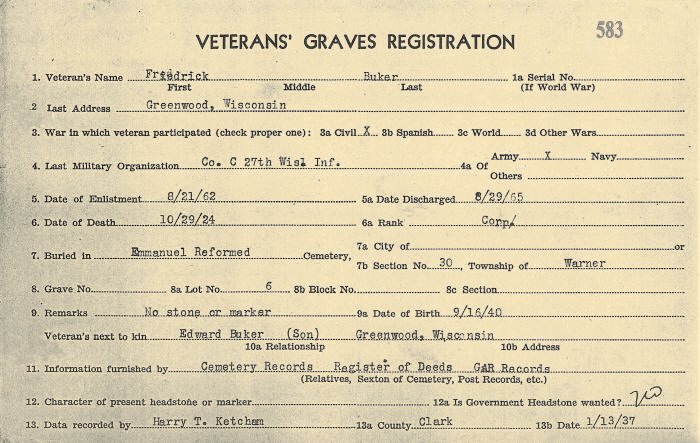 583
VETERANS' GRAVES REGISTRATION
1. Veteran's Name Fredrick Buker 1a Serial No.
First Middle Last (If World War)
2 Last Address Greenwood, Wisconsin
3. War in which veteran participated (check proper one): 3a Civil X 3b Spanish 3c World 3d Other Wars
4. Last Military Organization Co. C 27th Wis. Inf. 4a Of Army X Navy
Others
5. Date of Enlistment 8/21/62 5a Date Discharged 8/29/65
6. Date of Death 10/29/24 6a Rank Corp.
7. Buried in Emmanuel Reformed Cemetery, 7a City of or
7b Section No. 30, Township of Warner
8. Grave No. 8a Lot No. 6 8b Block No. 8c Section
9. Remarks No stone or marker 9a Date of Birth 9/16/40
Veteran's next to kin Edward Buker (Son) Greenwood, Wisconsin
10a Relationship 10b Address
11. Information furnished by Cemetery Records Register of Deeds GAR Records
(Relatives, Sexton of Cemetery, Post Records, etc.)
12. Character of present headstone or marker 12a Is Government Headstone wanted? no
13. Data recorded by Harry T. Ketcham 13a County Clark 13b Date 1/13/37